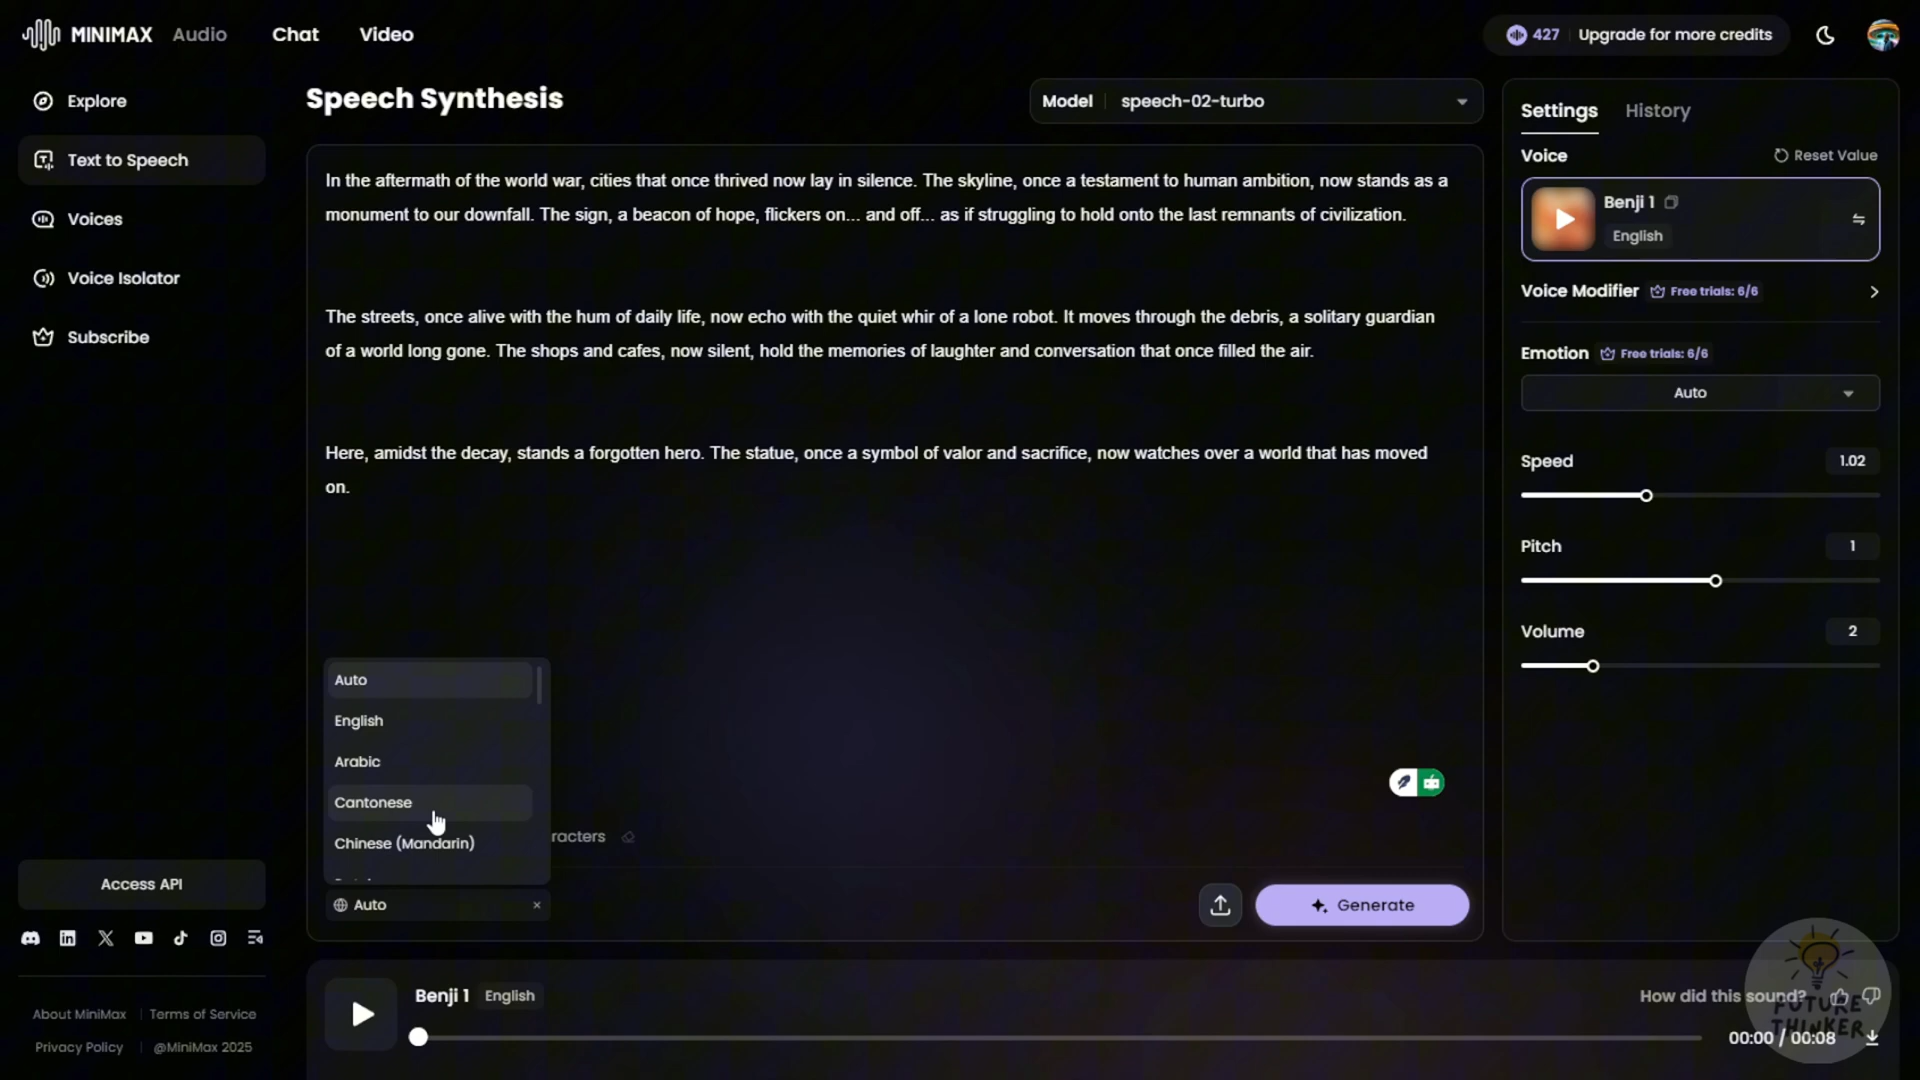 MINIMAX Audio Chat Video
427 Upgrade for more credits
Explore
Text to Speech
Voices
Voice Isolator
Subscribe
Access API
About MiniMax Terms of Service
Privacy Policy @MiniMax 2025
Speech Synthesis
Model speech-02-turbo
In the aftermath of the world war, cities that once thrived now lay in silence. The skyline, once a testament to human ambition, now stands as a
monument to our downfall. The sign, a beacon of hope, flickers on... and off... as if struggling to hold onto the last remnants of civilization.
The streets, once alive with the hum of daily life, now echo with the quiet whir of a lone robot. It moves through the debris, a solitary guardian
of a world long gone. The shops and cafes, now silent, hold the memories of laughter and conversation that once filled the air.
Here, amidst the decay, stands a forgotten hero. The statue, once a symbol of valor and sacrifice, now watches over a world that has moved
on.
Auto
English
Arabic
Cantonese
Chinese (Mandarin)
racters
Auto
Generate
Settings History
Voice Reset Value
Benji 1
English
Voice Modifier Free trials: 6/6
Emotion Free trials: 6/6
Auto
Speed 1.02
Pitch 1
Volume 2
Benji 1 English
How did this sound?
00:00 / 00:08
FUTURE
THINKER